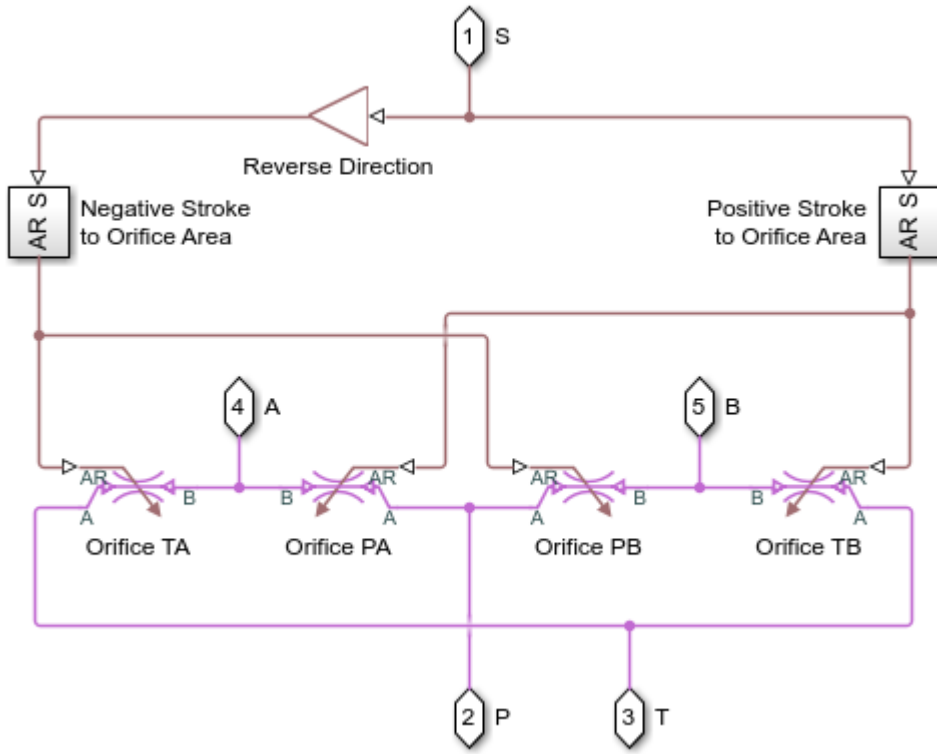 1 S
Reverse Direction
AR S
Negative Stroke
to Orifice Area
Positive Stroke
to Orifice Area
AR S
4 A
5 B
AR
B
A
Orifice TA
B
AR
A
Orifice PA
AR
B
A
Orifice PB
B
AR
A
Orifice TB
2 P
3 T